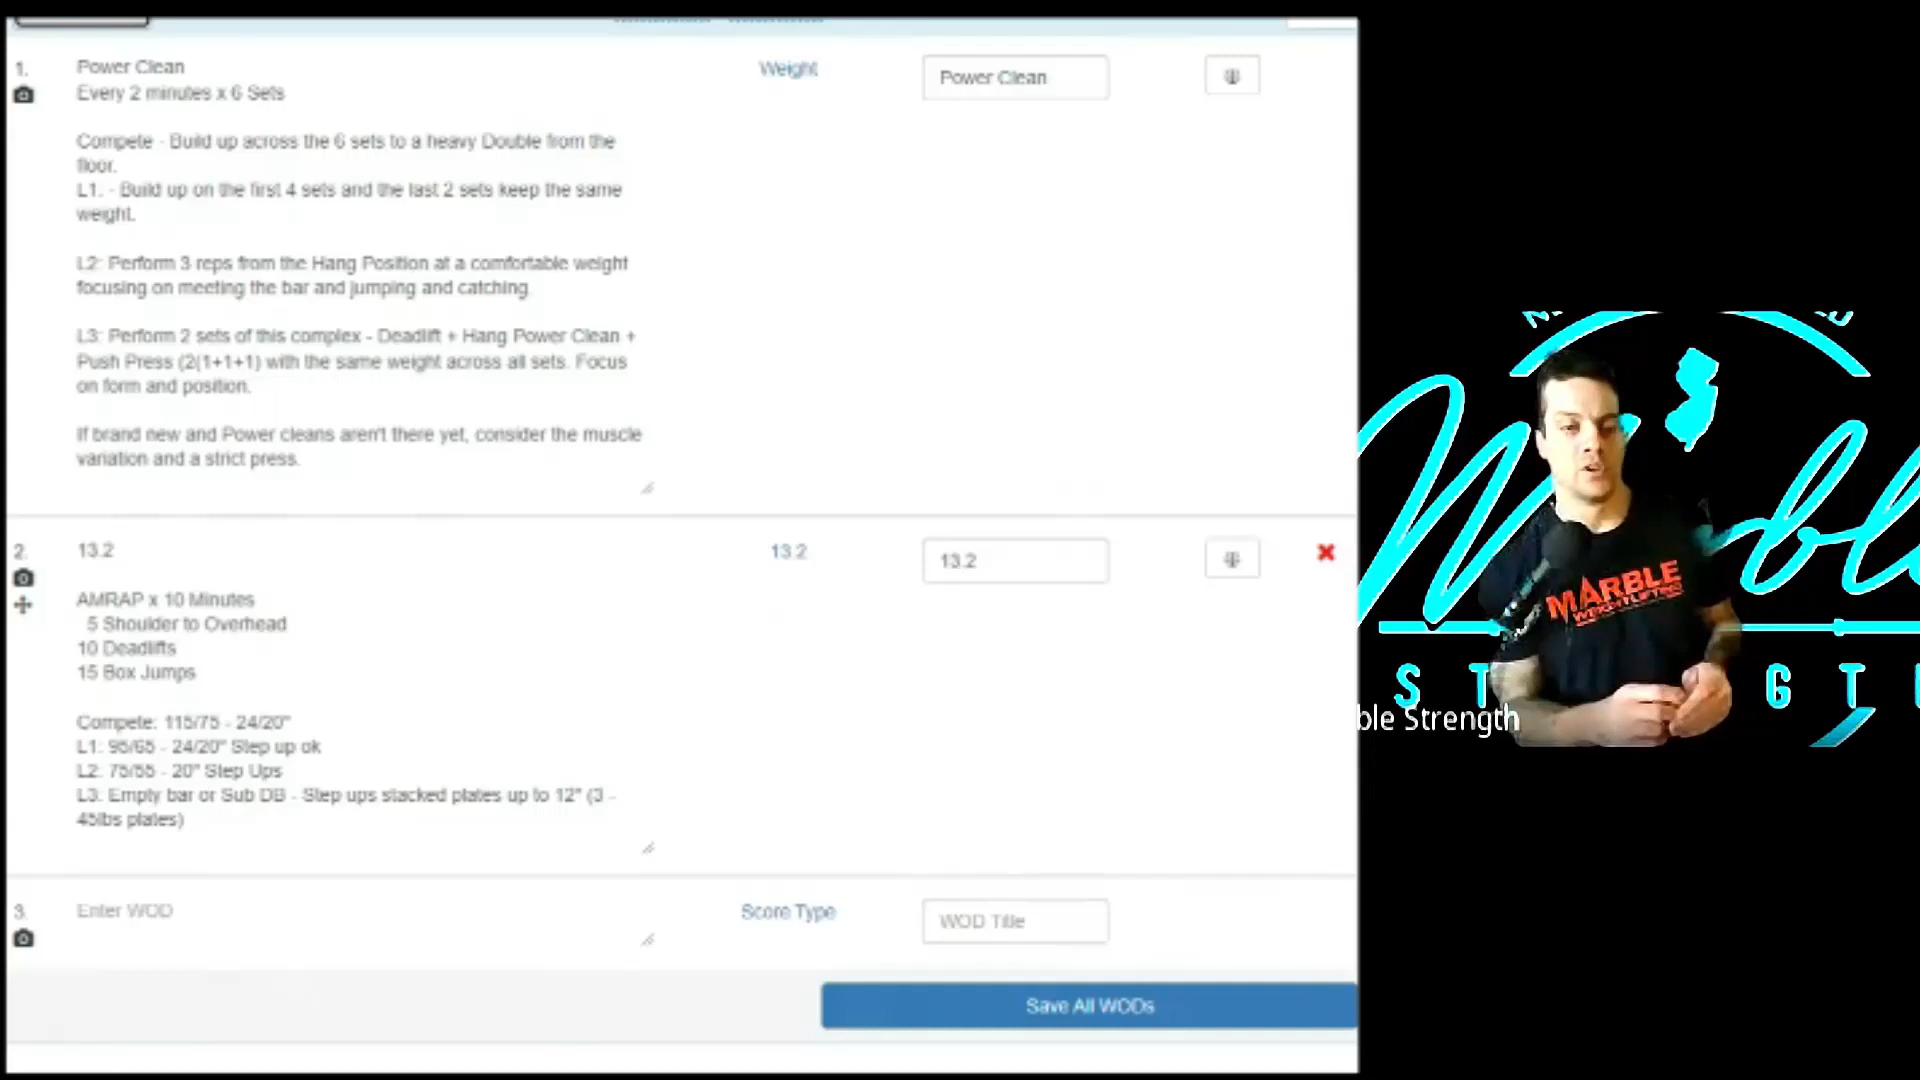 1.
Power Clean
Every 2 minutes x 6 Sets
Compete - Build up across the 6 sets to a heavy Double from the
floor.
L1. - Build up on the first 4 sets and the last 2 sets keep the same
weight.
L2: Perform 3 reps from the Hang Position at a comfortable weight
focusing on meeting the bar and jumping and catching.
L3: Perform 2 sets of this complex - Deadlift + Hang Power Clean +
Push Press (2(1+1+1) with the same weight across all sets. Focus
on form and position.
If brand new and Power cleans aren't there yet, consider the muscle
variation and a strict press.
Weight
Power Clean
2.
13.2
AMRAP x 10 Minutes
5 Shoulder to Overhead
10 Deadlifts
15 Box Jumps
Compete: 115/75 - 24/20"
L1: 95/65 - 24/20" Step up ok
L2: 75/55 - 20" Step Ups
L3: Empty bar or Sub DB - Step ups stacked plates up to 12" (3 -
45lbs plates)
13.2
13.2
3.
Enter WOD
Score Type
WOD Title
Save All WODs
MARBLE
WEIGHTLIFTING
ST G T
ble Strength